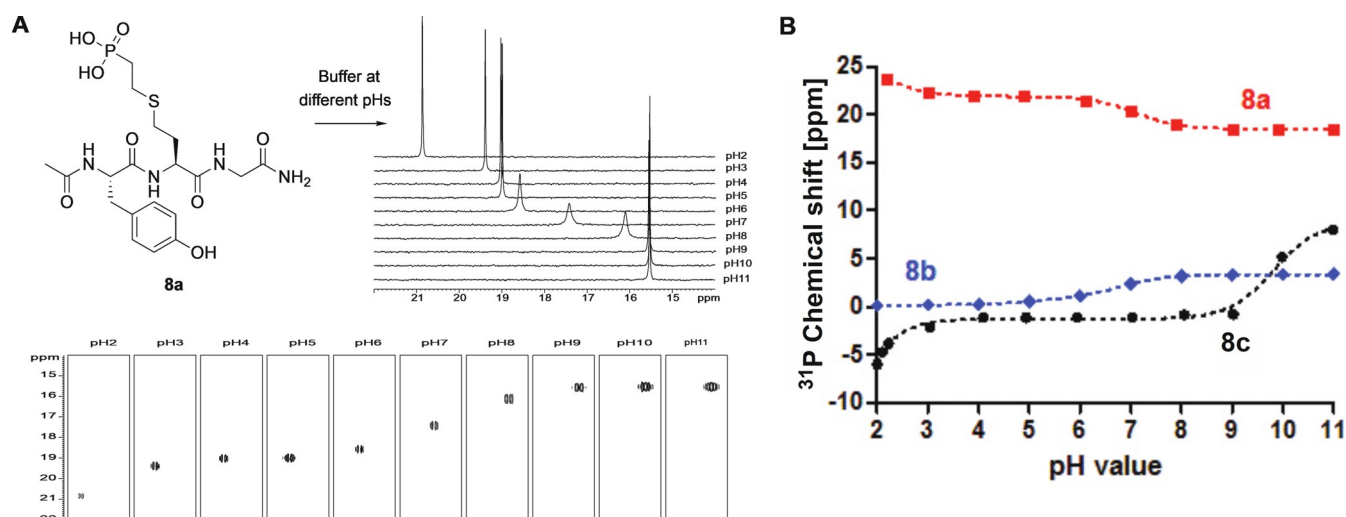 A
HO
O
P
HO
S
H
N
O
N
H
O
H
N
O
NH2
O
OH
8a
Buffer at
different pHs
pH2
pH3
pH4
pH5
pH6
pH7
pH8
pH9
pH10
pH11
21 20 19 18 17 16 15 ppm
pH2 pH3 pH4 pH5 pH6 pH7 pH8 pH9 pH10 pH11
ppm
15
16
17
18
19
20
21
B
31P Chemical shift [ppm]
25
20
15
10
5
0
-5
-10
8a
8b
8c
2 3 4 5 6 7 8 9 10 11
pH value